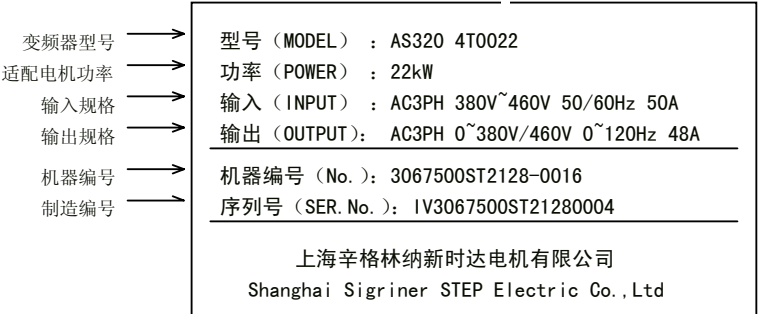 变频器型号 型号（MODEL） ：AS320 4T0022
适配电机功率 功率（POWER） ：22kW
输入规格 输入（INPUT） ：AC3PH 380V~460V 50/60Hz 50A
输出规格 输出（OUTPUT）： AC3PH 0~380V/460V 0~120Hz 48A
机器编号 机器编号（No.）：3067500ST2128-0016
制造编号 序列号（SER.No.）：IV3067500ST21280004
上海辛格林纳新时达电机有限公司
Shanghai Sigriner STEP Electric Co.,Ltd